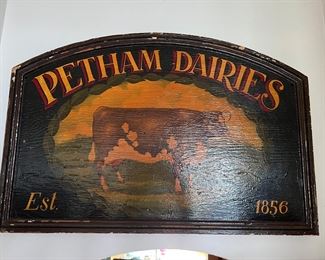 PETHAM DAIRIES
Est. 1856